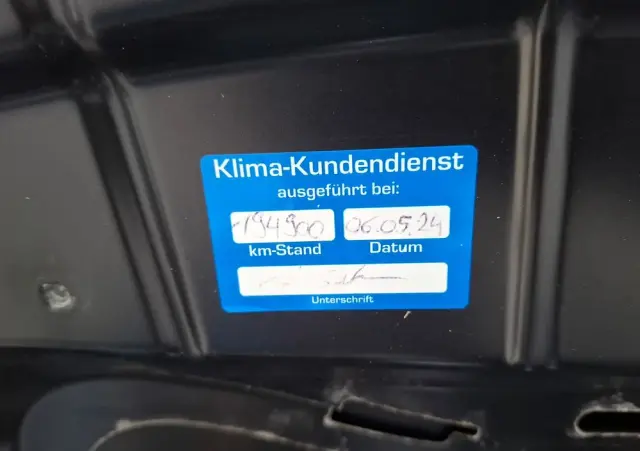 Klima-Kundendienst
ausgeführt bei:
194900 06.05.24
km-Stand Datum
Unterschrift